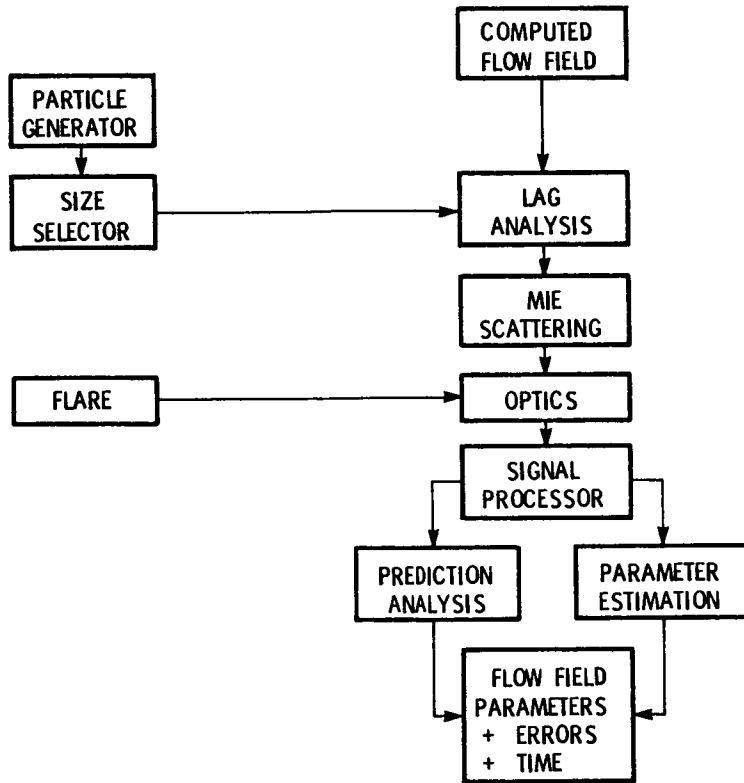 COMPUTED
FLOW FIELD
PARTICLE
GENERATOR
SIZE
SELECTOR
LAG
ANALYSIS
MIE
SCATTERING
FLARE
OPTICS
SIGNAL
PROCESSOR
PREDICTION
ANALYSIS
PARAMETER
ESTIMATION
FLOW FIELD
PARAMETERS
+ ERRORS
+ TIME